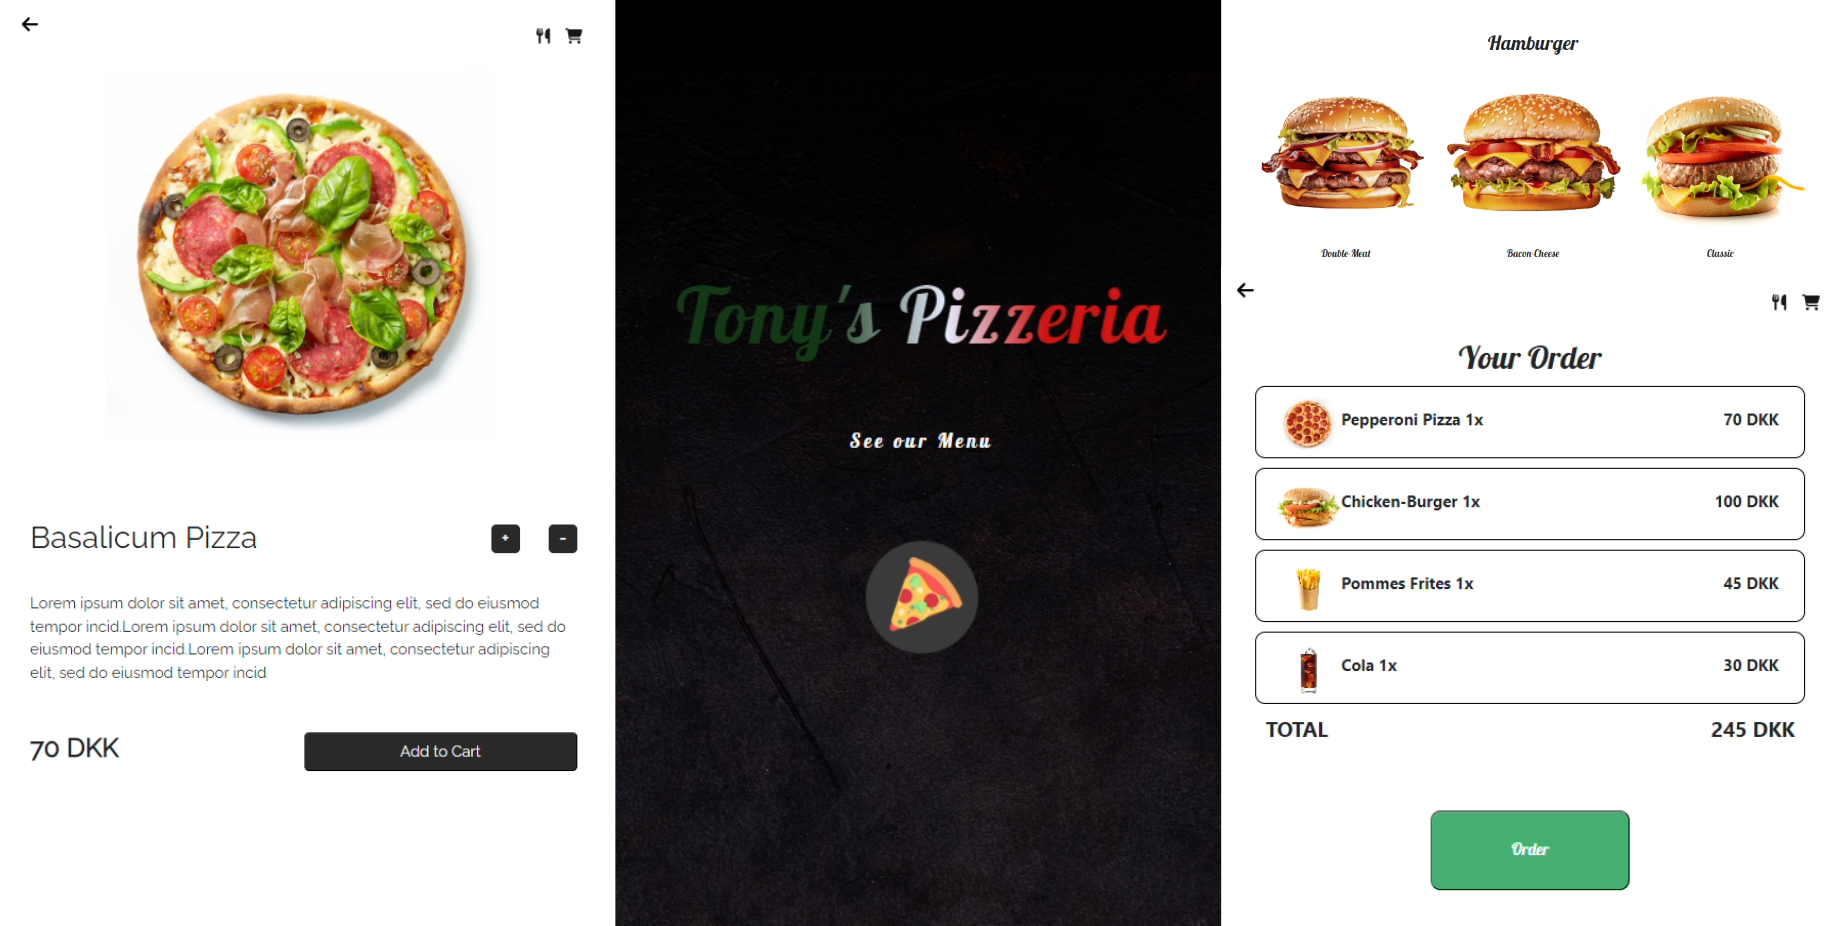 Basalicum Pizza
+
-
Lorem ipsum dolor sit amet, consectetur adipiscing elit, sed do eiusmod
tempor incid.Lorem ipsum dolor sit amet, consectetur adipiscing elit, sed do
eiusmod tempor incid.Lorem ipsum dolor sit amet, consectetur adipiscing
elit, sed do eiusmod tempor incid
70 DKK
Add to Cart
Tony's Pizzeria
See our Menu
Hamburger
Double-Meat
Bacon-Cheese
Classic
Your Order
Pepperoni Pizza 1x 70 DKK
Chicken-Burger 1x 100 DKK
Pommes Frites 1x 45 DKK
Cola 1x 30 DKK
TOTAL 245 DKK
Order